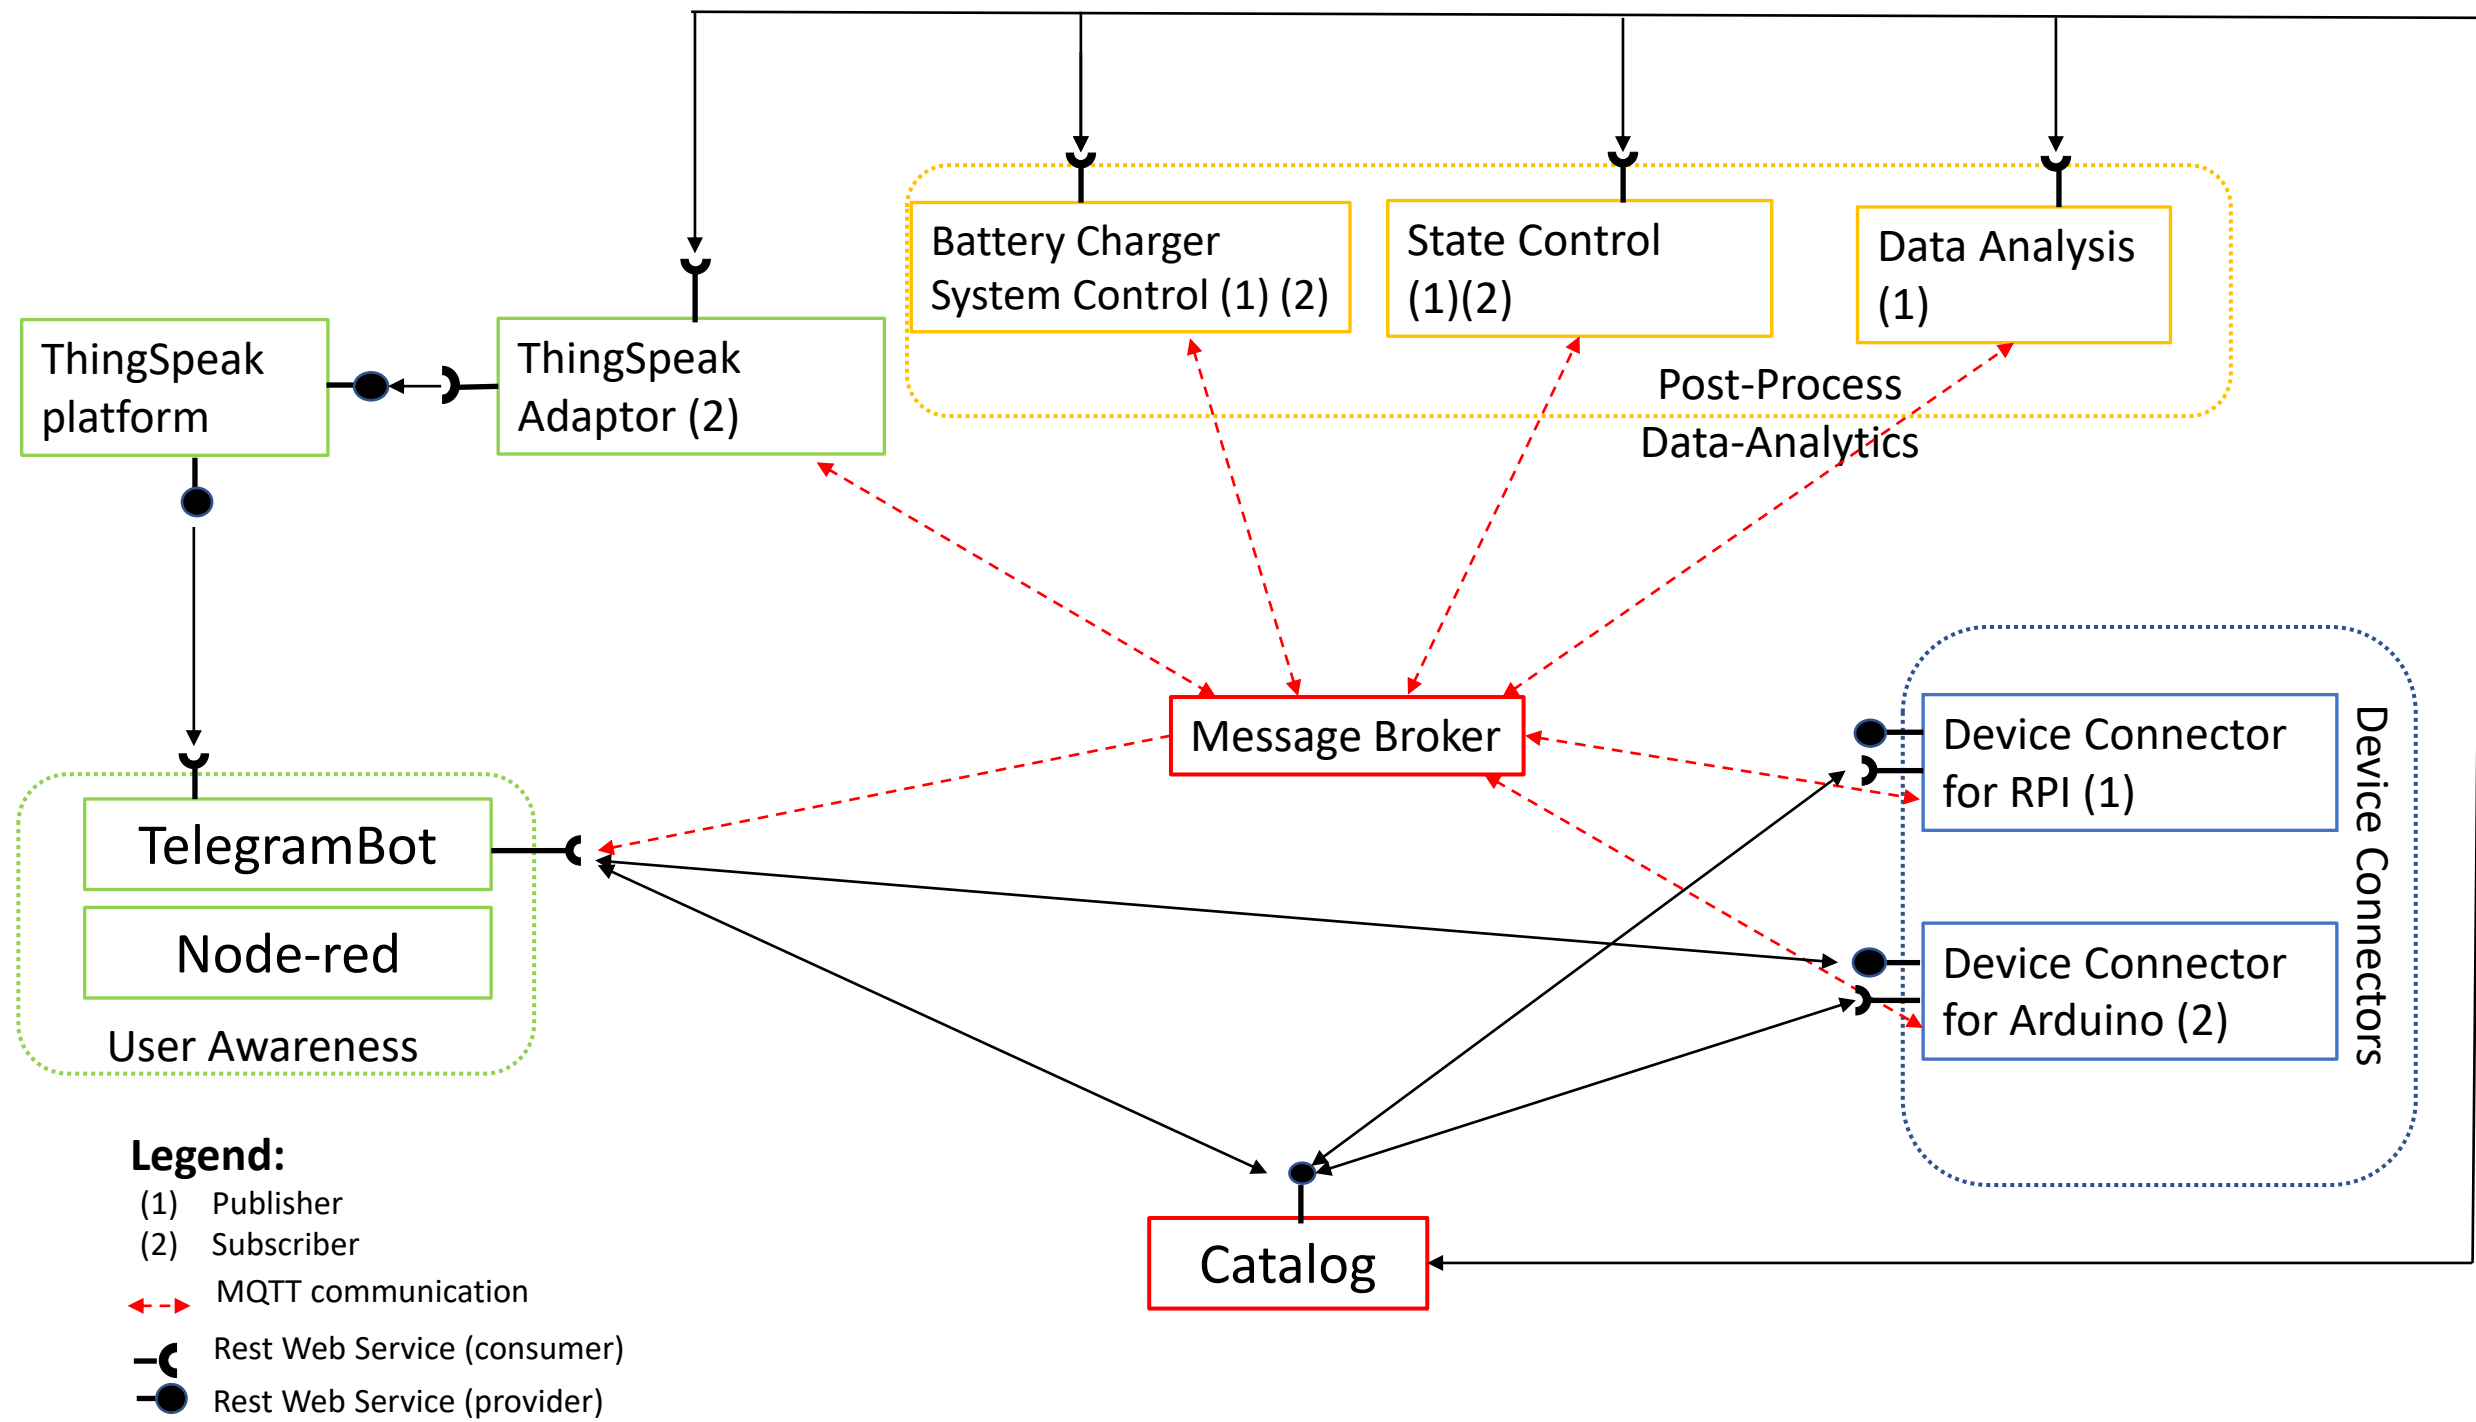 Battery Charger
System Control (1) (2)
State Control
(1)(2)
Data Analysis
(1)
ThingSpeak
platform
ThingSpeak
Adaptor (2)
Post-Process
Data-Analytics
Message Broker
Device Connector
for RPI (1)
Device Connectors
TelegramBot
Node-red
User Awareness
Device Connector
for Arduino (2)
Catalog
Legend:
(1) Publisher
(2) Subscriber
MQTT communication
Rest Web Service (consumer)
Rest Web Service (provider)